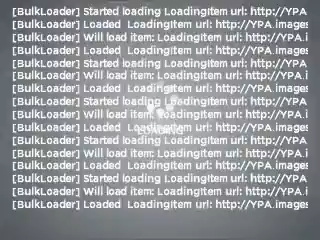 [BulkLoader] Started loading LoadingItem url: http://YPA
[BulkLoader] Loaded LoadingItem url: http://YPA.images
[BulkLoader] Will load item: LoadingItem url: http://YPA.i
[BulkLoader] Loaded LoadingItem url: http://YPA.images
[BulkLoader] Started loading LoadingItem url: http://YPA
[BulkLoader] Will load item: LoadingItem url: http://YPA.i
[BulkLoader] Loaded LoadingItem url: http://YPA.images
[BulkLoader] Started loading LoadingItem url: http://YPA
[BulkLoader] Will load item: LoadingItem url: http://YPA.i
[BulkLoader] Loaded LoadingItem url: http://YPA.images
LOADING
[BulkLoader] Started loading LoadingItem url: http://YPA
[BulkLoader] Will load item: LoadingItem url: http://YPA.i
[BulkLoader] Loaded LoadingItem url: http://YPA.images
[BulkLoader] Started loading LoadingItem url: http://YPA
[BulkLoader] Will load item: LoadingItem url: http://YPA.i
[BulkLoader] Loaded LoadingItem url: http://YPA.images